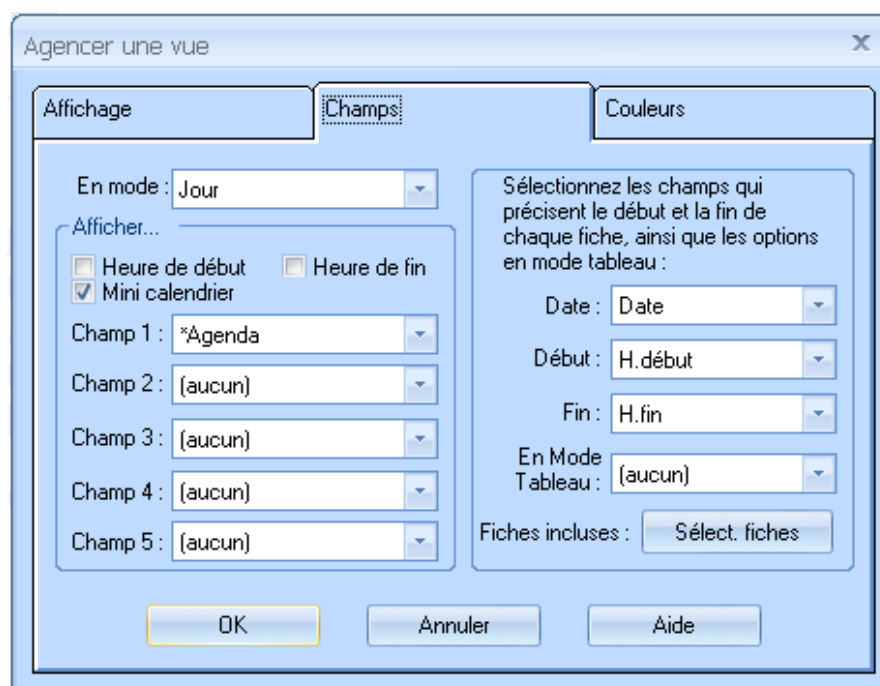 Agencer une vue
Affichage
Champs
Couleurs
En mode : Jour
Afficher...
Heure de début Heure de fin
Mini calendrier
Champ 1 : *Agenda
Champ 2 : (aucun)
Champ 3 : (aucun)
Champ 4 : (aucun)
Champ 5 : (aucun)
Sélectionnez les champs qui
précisent le début et la fin de
chaque fiche, ainsi que les options
en mode tableau :
Date : Date
Début : H.début
Fin : H.fin
En Mode
Tableau : (aucun)
Fiches incluses : Sélect. fiches
OK Annuler Aide